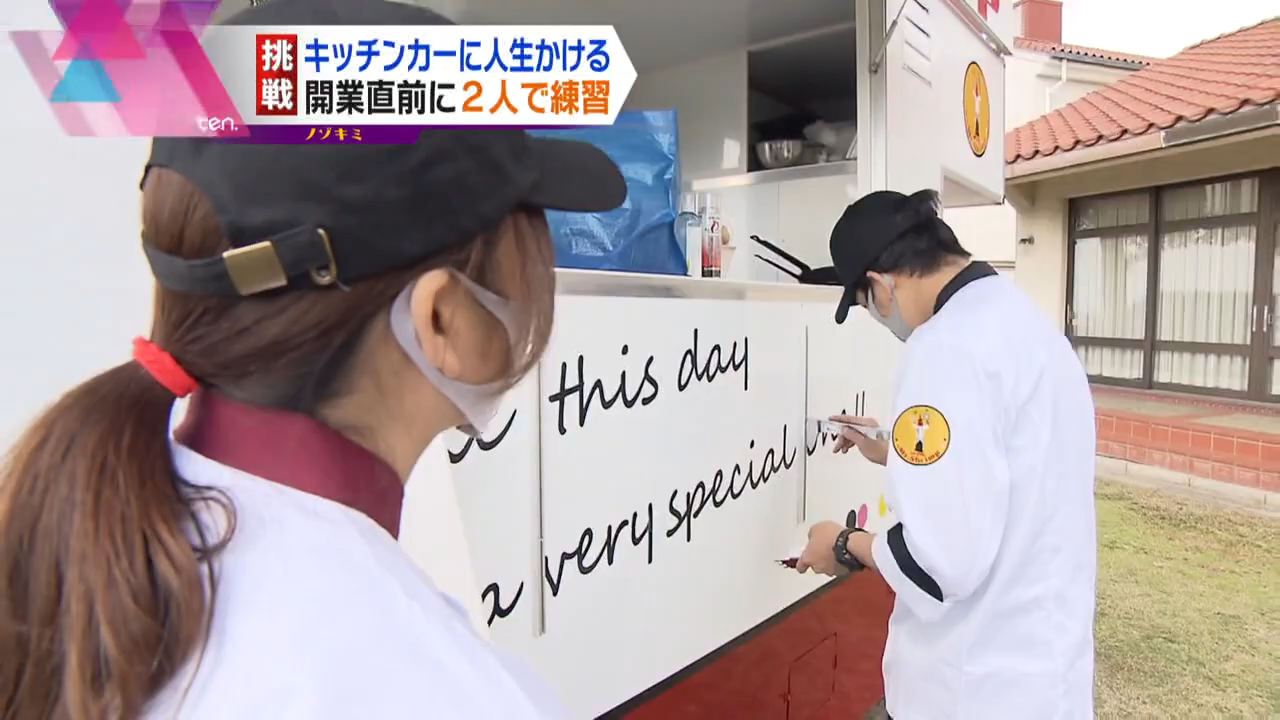 挑戦
キッチンカーに人生かける
開業直前に２人で練習
ten.
ノゾキミ
this day
a very special one"